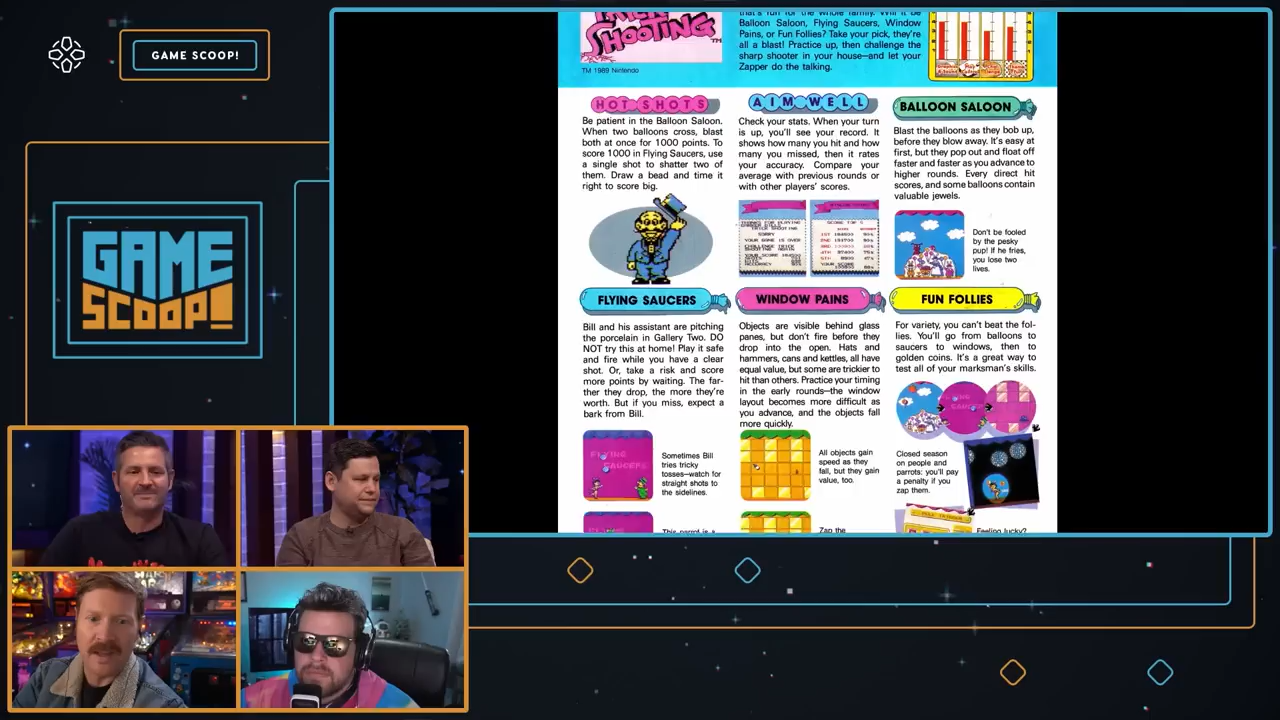 GAME SCOOP!
GAME
SCOOP!
TRICK
SHOOTING
TM
TM 1989 Nintendo
that's fun for the whole family. Will it be
Balloon Saloon, Flying Saucers, Window
Pains, or Fun Follies? Take your pick, they're
all a blast! Practice up, then challenge the
sharp shooter in your house—and let your
Zapper do the talking.
HOT SHOTS
Be patient in the Balloon Saloon.
When two balloons cross, blast
both at once for 1000 points. To
score 1000 in Flying Saucers, use
a single shot to shatter two of
them. Draw a bead and time it
right to score big.
AIM WELL
Check your stats. When your turn
is up, you'll see your record. It
shows how many you hit and how
many you missed, then it rates
your accuracy. Compare your
average with previous rounds or
with other players' scores.
BALLOON SALOON
Blast the balloons as they bob up,
before they blow away. It's easy at
first, but they pop out and float off
faster and faster as you advance to
higher rounds. Every direct hit
scores, and some balloons contain
valuable jewels.
Don't be fooled
by the pesky
pup! If he fries,
you lose two
lives.
FLYING SAUCERS
Bill and his assistant are pitching
the porcelain in Gallery Two. DO
NOT try this at home! Play it safe
and fire while you have a clear
shot. Or, take a risk and score
more points by waiting. The far-
ther they drop, the more they're
worth. But if you miss, expect a
bark from Bill.
FLYING
SAUCERS
Sometimes Bill
tries tricky
tosses—watch for
straight shots to
the sidelines.
This parrot is a
WINDOW PAINS
Objects are visible behind glass
panes, but don't fire before they
drop into the open. Hats and
hammers, cans and kettles, all have
equal value, but some are trickier to
hit than others. Practice your timing
in the early rounds—the window
layout becomes more difficult as
you advance, and the objects fall
more quickly.
All objects gain
speed as they
fall, but they gain
value, too.
Zap the
FUN FOLLIES
For variety, you can't beat the fol-
lies. You'll go from balloons to
saucers to windows, then to
golden coins. It's a great way to
test all of your marksman's skills.
Closed season
on people and
parrots: you'll pay
a penalty if you
zap them.
Feeling lucky?